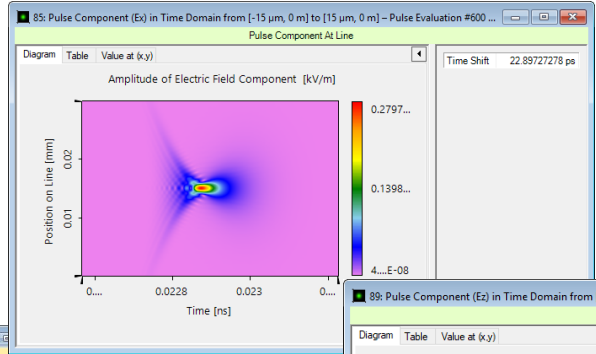 85: Pulse Component (Ex) in Time Domain from [-15 µm, 0 m] to [15 µm, 0 m] – Pulse Evaluation #600 ...
Pulse Component At Line
Diagram Table Value at (x,y)
Time Shift 22.89727278 ps
Amplitude of Electric Field Component [kV/m]
0.2797...
0.02
0.1398...
Position on Line [mm]
0.01
4....E-08
0.... 0.0228 0.023 0....
Time [ns]
89: Pulse Component (Ez) in Time Domain from
Diagram Table Value at (x,y)